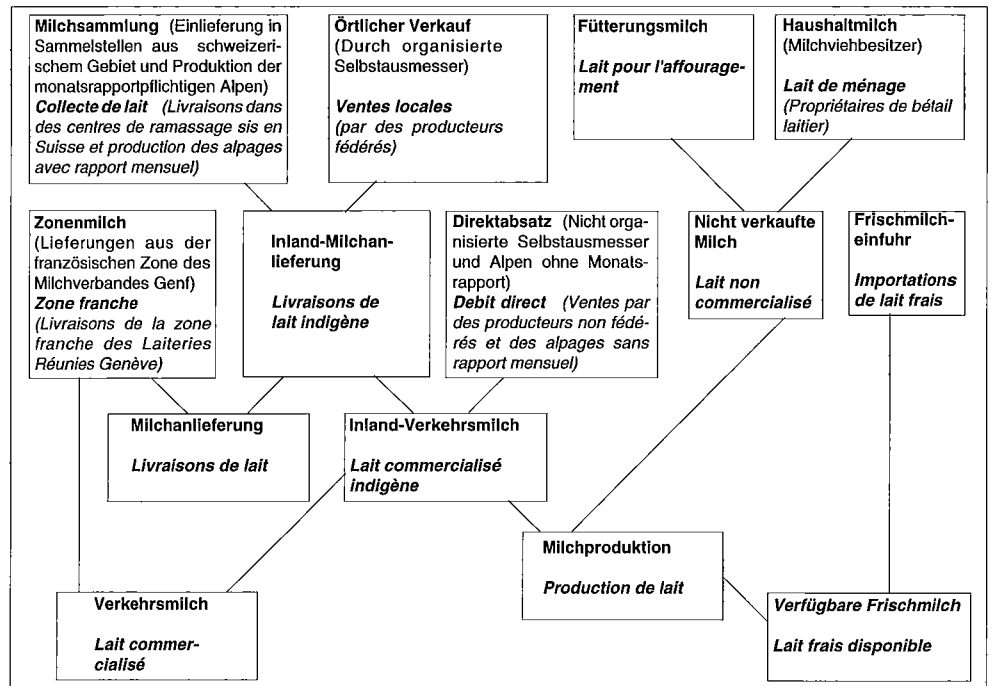 Milchsammlung (Einlieferung in
Sammelstellen aus schweizeri-
schem Gebiet und Produktion der
monatsrapportpflichtigen Alpen)
Collecte de lait (Livraisons dans
des centres de ramassage sis en
Suisse et production des alpages
avec rapport mensuel)
Örtlicher Verkauf
(Durch organisierte
Selbstausmesser)
Ventes locales
(par des producteurs
fédérés)
Fütterungsmilch
Lait pour l'affourage-
ment
Haushaltmilch
(Milchviehbesitzer)
Lait de ménage
(Propriétaires de bétail
laitier)
Zonenmilch
(Lieferungen aus der
französischen Zone des
Milchverbandes Genf)
Zone franche
(Livraisons de la zone
franche des Laiteries
Réunies Genève)
Inland-Milchan-
lieferung
Livraisons de
lait indigène
Direktabsatz (Nicht orga-
nisierte Selbstausmesser
und Alpen ohne Monats-
rapport)
Debit direct (Ventes par
des producteurs non fédé-
rés et des alpages sans
rapport mensuel)
Nicht verkaufte
Milch
Lait non
commercialisé
Frischmilch-
einfuhr
Importations
de lait frais
Milchanlieferung
Livraisons de lait
Inland-Verkehrsmilch
Lait commercialisé
indigène
Milchproduktion
Production de lait
Verkehrsmilch
Lait commer-
cialisé
Verfügbare Frischmilch
Lait frais disponible